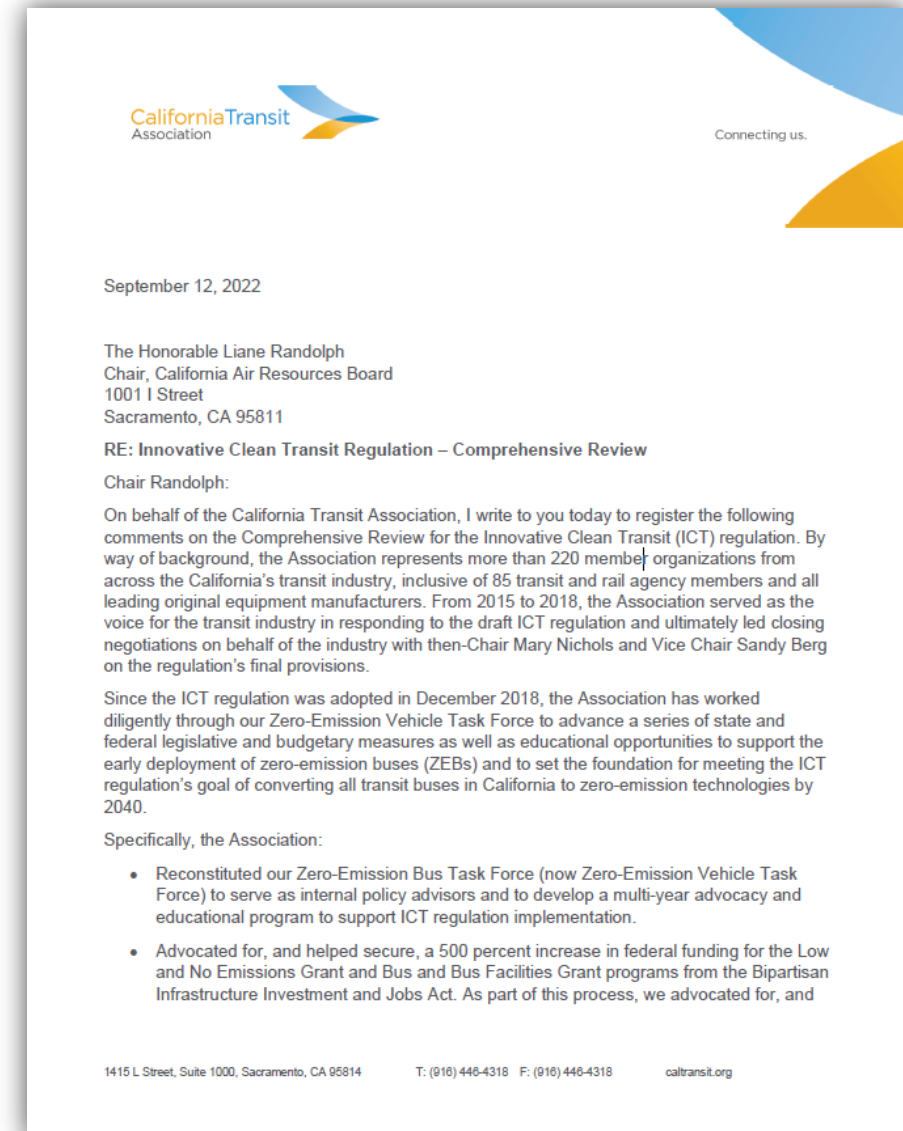 CaliforniaTransit
Association
Connecting us.
September 12, 2022
The Honorable Liane Randolph
Chair, California Air Resources Board
1001 I Street
Sacramento, CA 95811
RE: Innovative Clean Transit Regulation – Comprehensive Review
Chair Randolph:
On behalf of the California Transit Association, I write to you today to register the following
comments on the Comprehensive Review for the Innovative Clean Transit (ICT) regulation. By
way of background, the Association represents more than 220 member organizations from
across the California's transit industry, inclusive of 85 transit and rail agency members and all
leading original equipment manufacturers. From 2015 to 2018, the Association served as the
voice for the transit industry in responding to the draft ICT regulation and ultimately led closing
negotiations on behalf of the industry with then-Chair Mary Nichols and Vice Chair Sandy Berg
on the regulation's final provisions.
Since the ICT regulation was adopted in December 2018, the Association has worked
diligently through our Zero-Emission Vehicle Task Force to advance a series of state and
federal legislative and budgetary measures as well as educational opportunities to support the
early deployment of zero-emission buses (ZEBs) and to set the foundation for meeting the ICT
regulation's goal of converting all transit buses in California to zero-emission technologies by
2040.
Specifically, the Association:
• Reconstituted our Zero-Emission Bus Task Force (now Zero-Emission Vehicle Task
Force) to serve as internal policy advisors and to develop a multi-year advocacy and
educational program to support ICT regulation implementation.
• Advocated for, and helped secure, a 500 percent increase in federal funding for the Low
and No Emissions Grant and Bus and Bus Facilities Grant programs from the Bipartisan
Infrastructure Investment and Jobs Act. As part of this process, we advocated for, and
1415 L Street, Suite 1000, Sacramento, CA 95814 T: (916) 446-4318 F: (916) 446-4318 caltransit.org